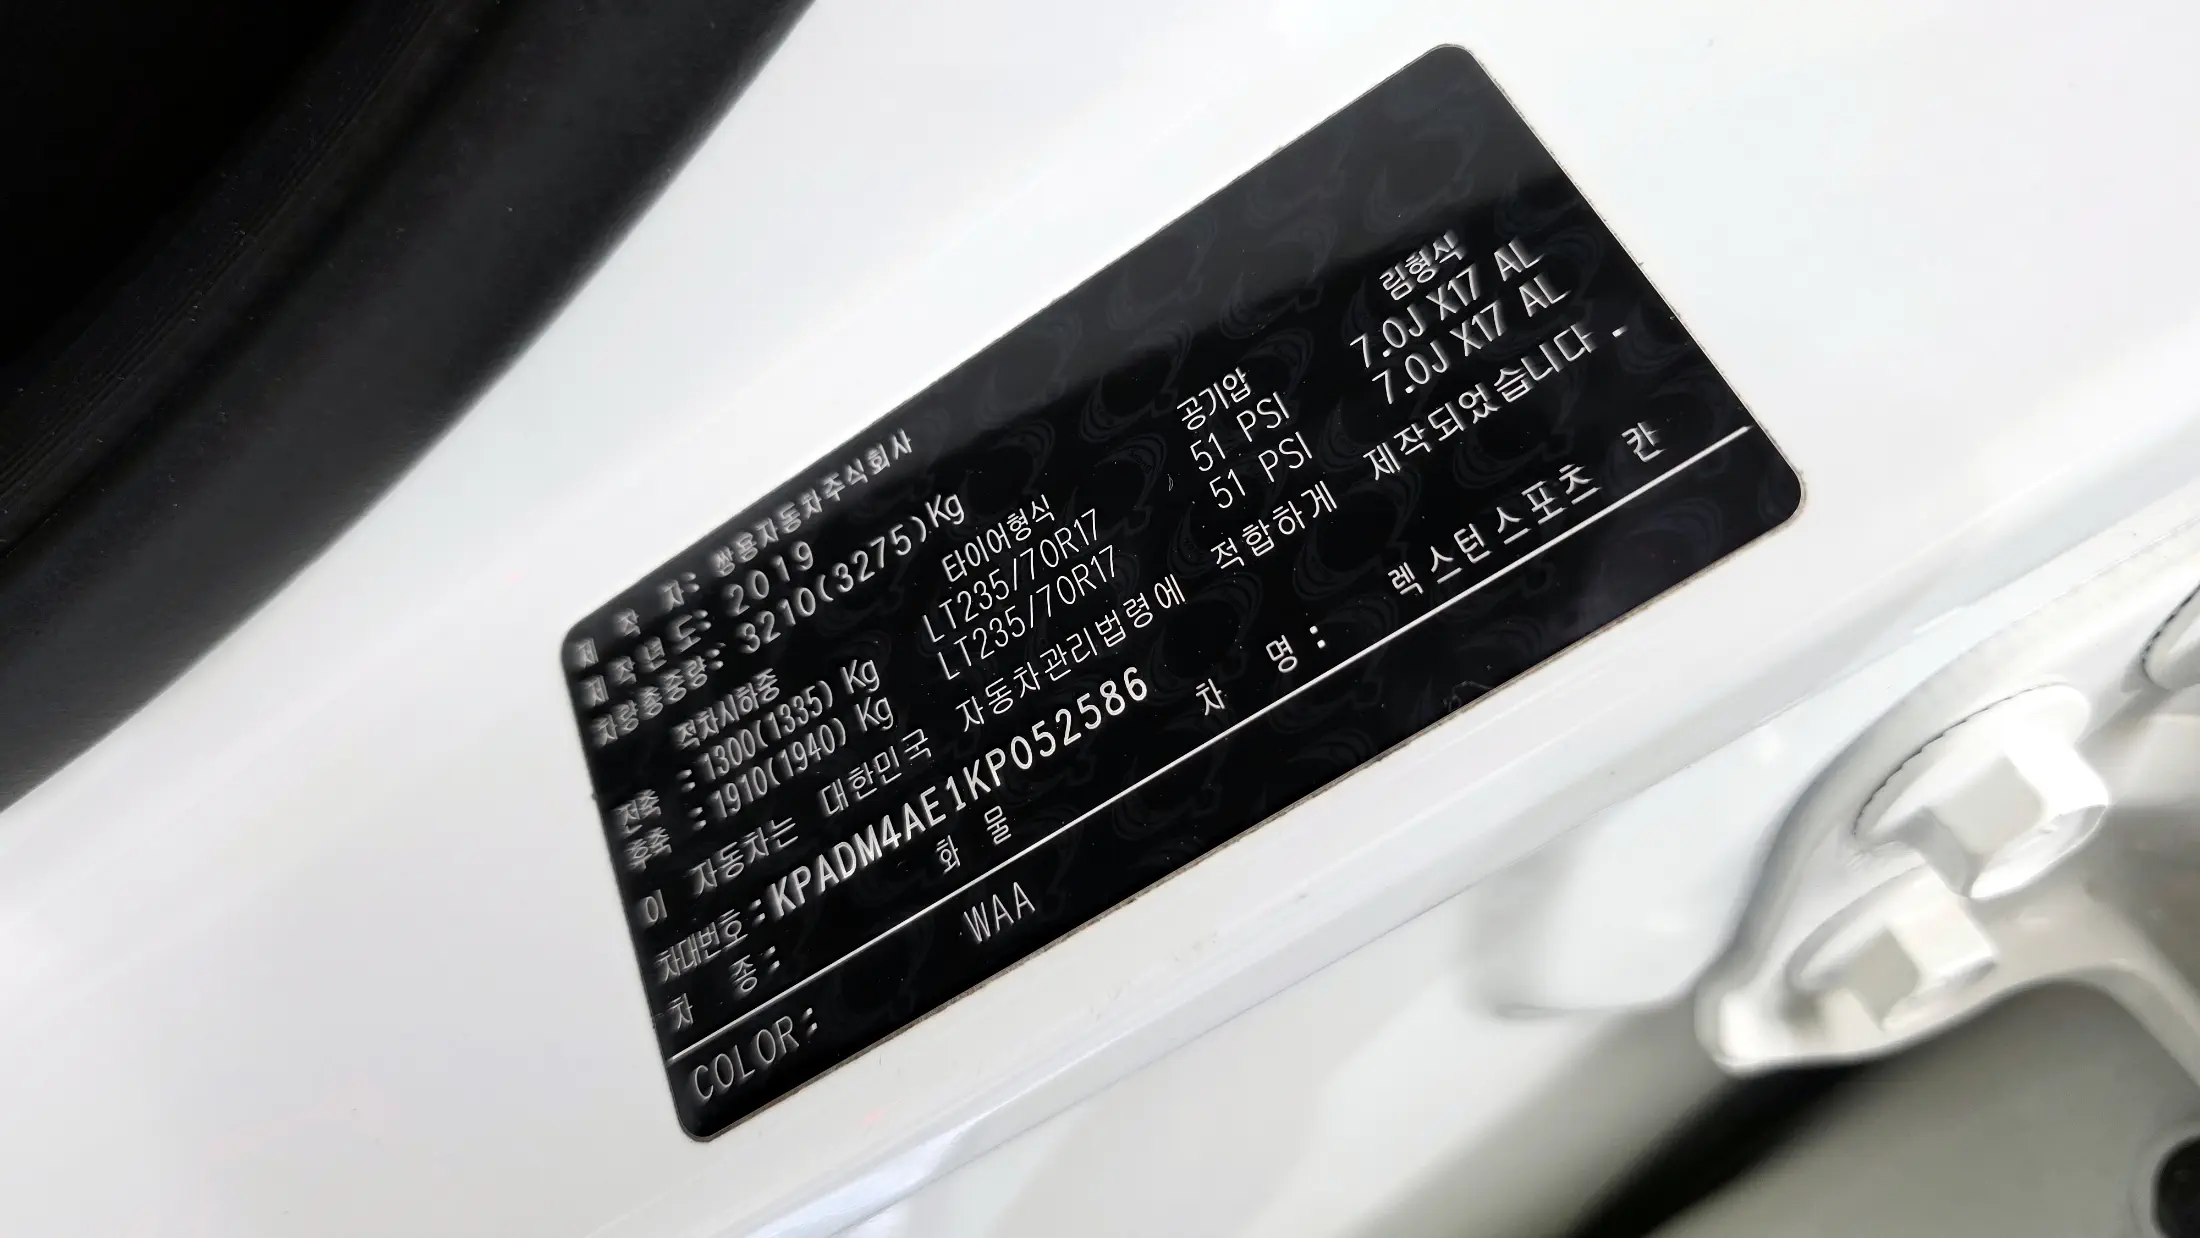 제 작 자: 쌍용자동차주식회사
제작년도: 2019
차량총중량: 3210(3275)Kg
적차시하중 타이어형식 공기압 림형식
전축 :1300(1335) Kg LT235/70R17 51 PSI 7.0J X17 AL
후축 :1910(1940) Kg LT235/70R17 51 PSI 7.0J X17 AL
이 자동차는 대한민국 자동차관리법령에 적합하게 제작되었습니다.
차대번호:KPADM4AE1KP052586
차 종: 화 물 차 명: 렉스턴스포츠 칸
COLOR: WAA